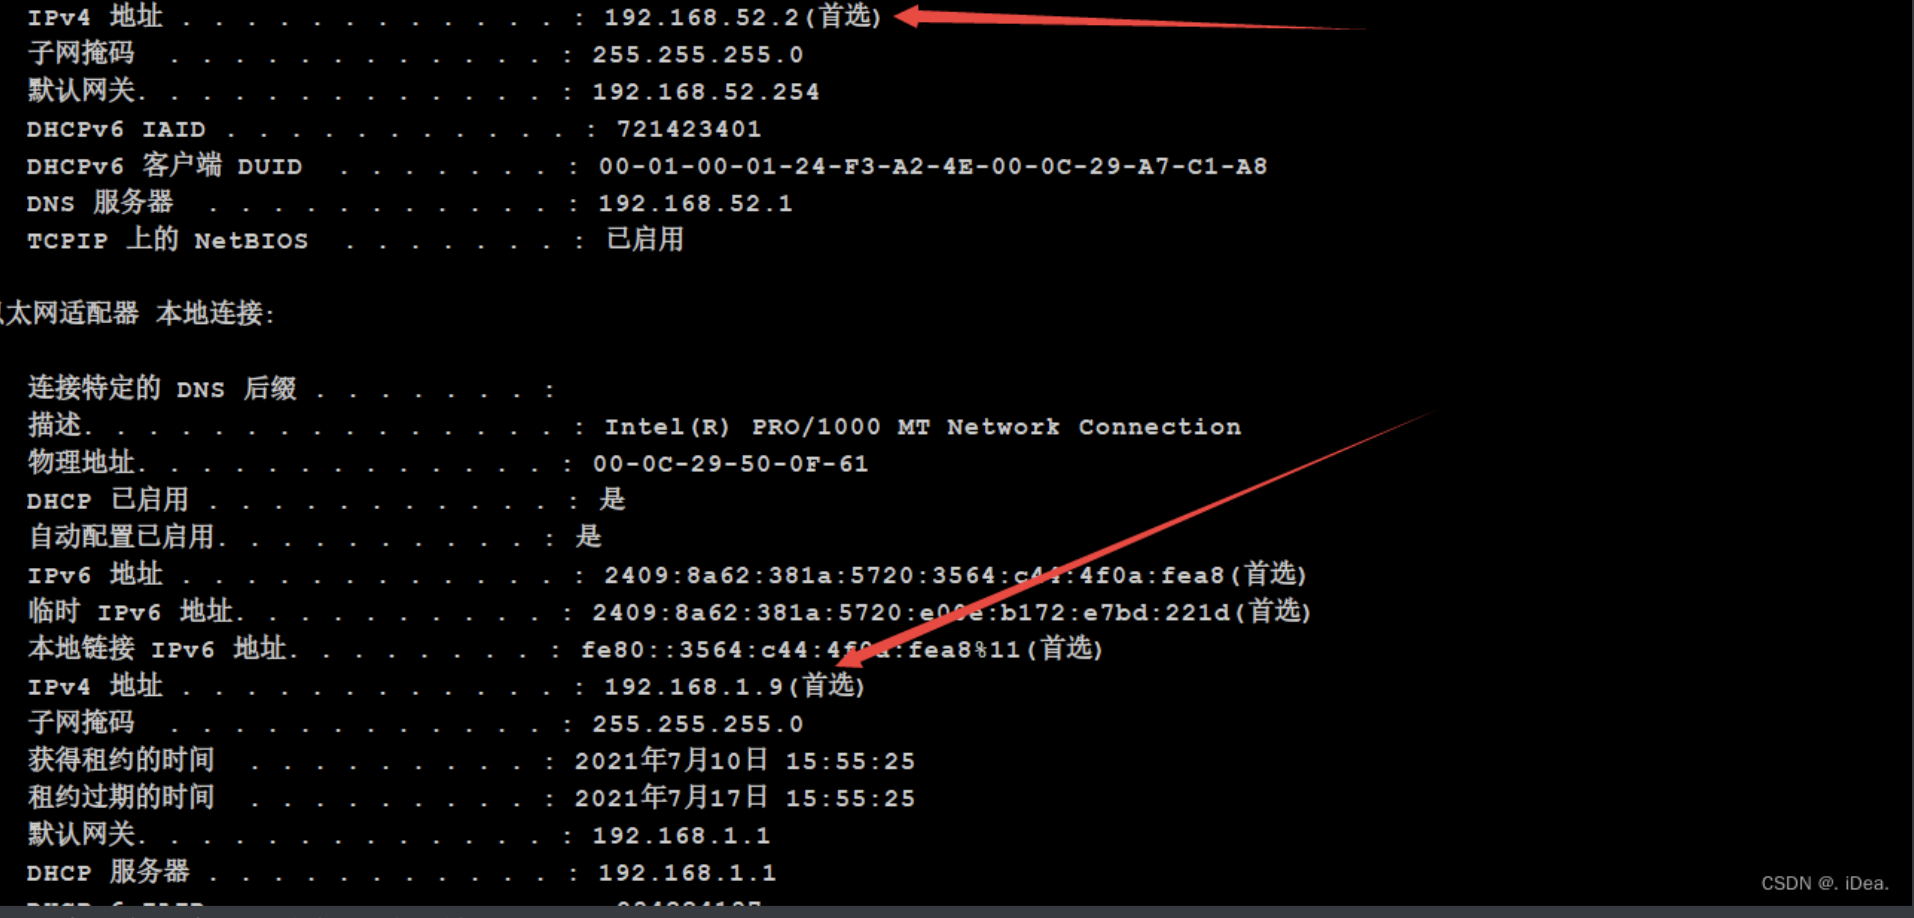 IPv4 地址 . . . . . . . . . . . . : 192.168.52.2(首选)
子网掩码 . . . . . . . . . . . . : 255.255.255.0
默认网关. . . . . . . . . . . . . : 192.168.52.254
DHCPv6 IAID . . . . . . . . . . . : 721423401
DHCPv6 客户端 DUID . . . . . . . : 00-01-00-01-24-F3-A2-4E-00-0C-29-A7-C1-A8
DNS 服务器 . . . . . . . . . . . : 192.168.52.1
TCPIP 上的 NetBIOS . . . . . . . : 已启用
太网适配器 本地连接:
连接特定的 DNS 后缀 . . . . . . . :
描述. . . . . . . . . . . . . . . : Intel(R) PRO/1000 MT Network Connection
物理地址. . . . . . . . . . . . . : 00-0C-29-50-0F-61
DHCP 已启用 . . . . . . . . . . . : 是
自动配置已启用. . . . . . . . . . : 是
IPv6 地址 . . . . . . . . . . . . : 2409:8a62:381a:5720:3564:c44:4f0a:fea8(首选)
临时 IPv6 地址. . . . . . . . . . : 2409:8a62:381a:5720:b172:e7bd:221d(首选)
本地链接 IPv6 地址. . . . . . . . : fe80::3564:c44:4f0a:fea8%11(首选)
IPv4 地址 . . . . . . . . . . . . : 192.168.1.9(首选)
子网掩码 . . . . . . . . . . . . : 255.255.255.0
获得租约的时间 . . . . . . . . . : 2021年7月10日 15:55:25
租约过期的时间 . . . . . . . . . : 2021年7月17日 15:55:25
默认网关. . . . . . . . . . . . . : 192.168.1.1
DHCP 服务器 . . . . . . . . . . . : 192.168.1.1
CSDN @. iDea.